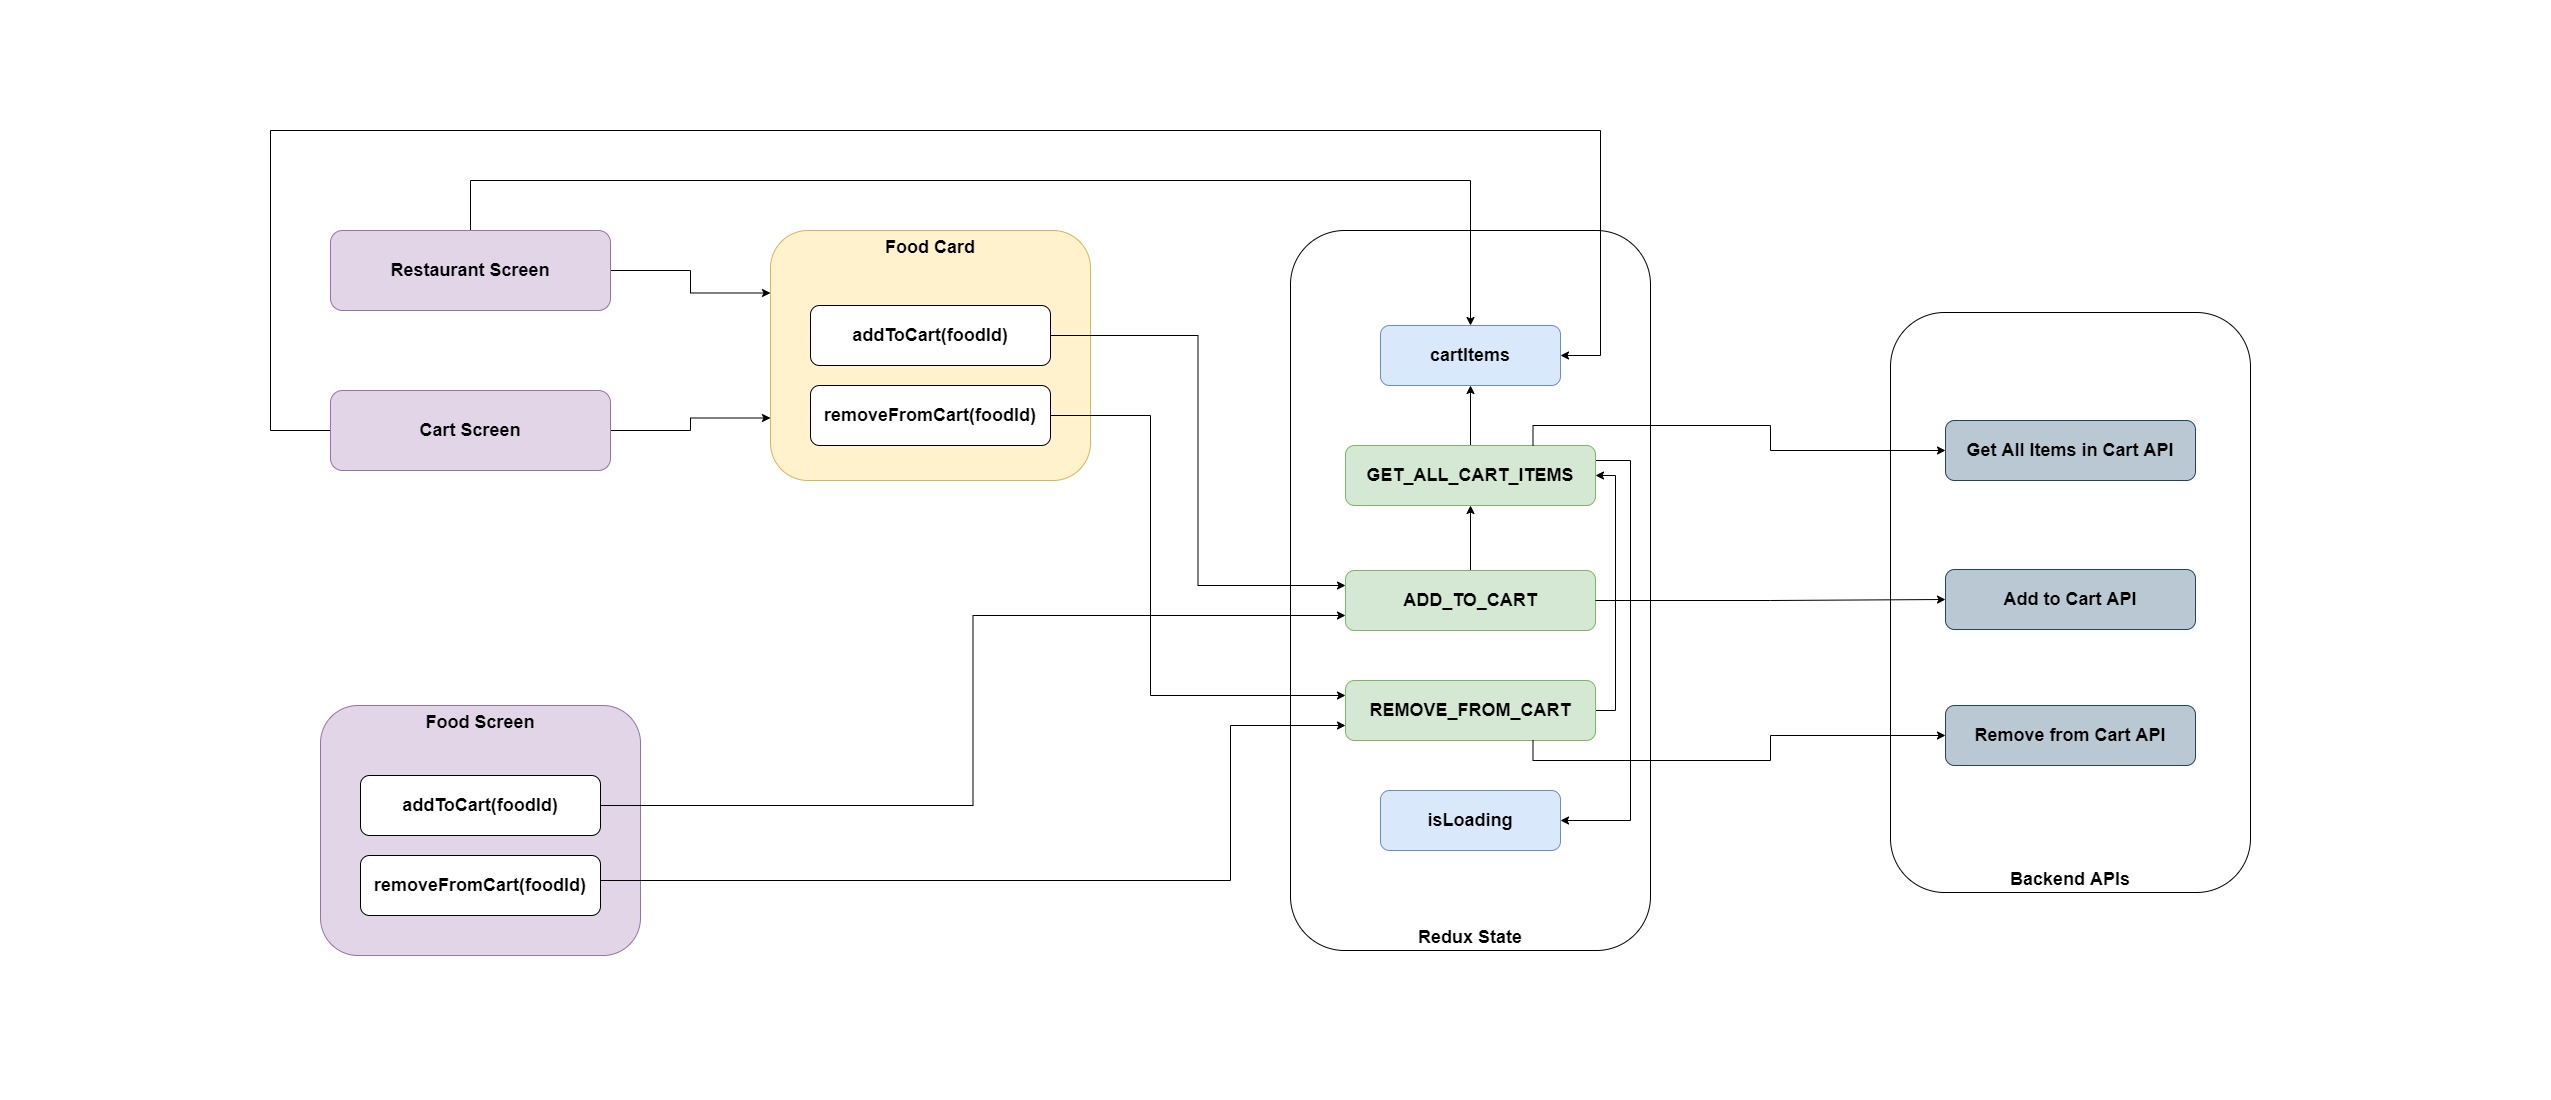 Restaurant Screen
Cart Screen
Food Card
addToCart(foodId)
removeFromCart(foodId)
Food Screen
addToCart(foodId)
removeFromCart(foodId)
cartItems
GET_ALL_CART_ITEMS
ADD_TO_CART
REMOVE_FROM_CART
isLoading
Redux State
Get All Items in Cart API
Add to Cart API
Remove from Cart API
Backend APIs